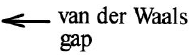 van der Waals
gap